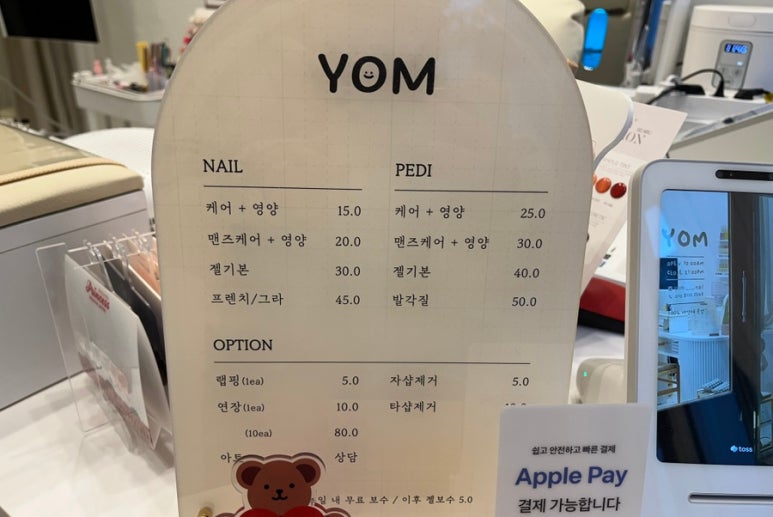 YOM
NAIL
케어 + 영양 15.0
맨즈케어 + 영양 20.0
젤기본 30.0
프렌치/그라 45.0
PEDI
케어 + 영양 25.0
맨즈케어 + 영양 30.0
젤기본 40.0
발각질 50.0
OPTION
랩핑(1ea) 5.0
연장(1ea) 10.0
(10ea) 80.0
아트 상담
자샵제거 5.0
타샵제거
일 내 무료 보수 / 이후 젤보수 5.0
쉽고 안전하고 빠른 결제
Apple Pay
결제 가능합니다
YOM
toss